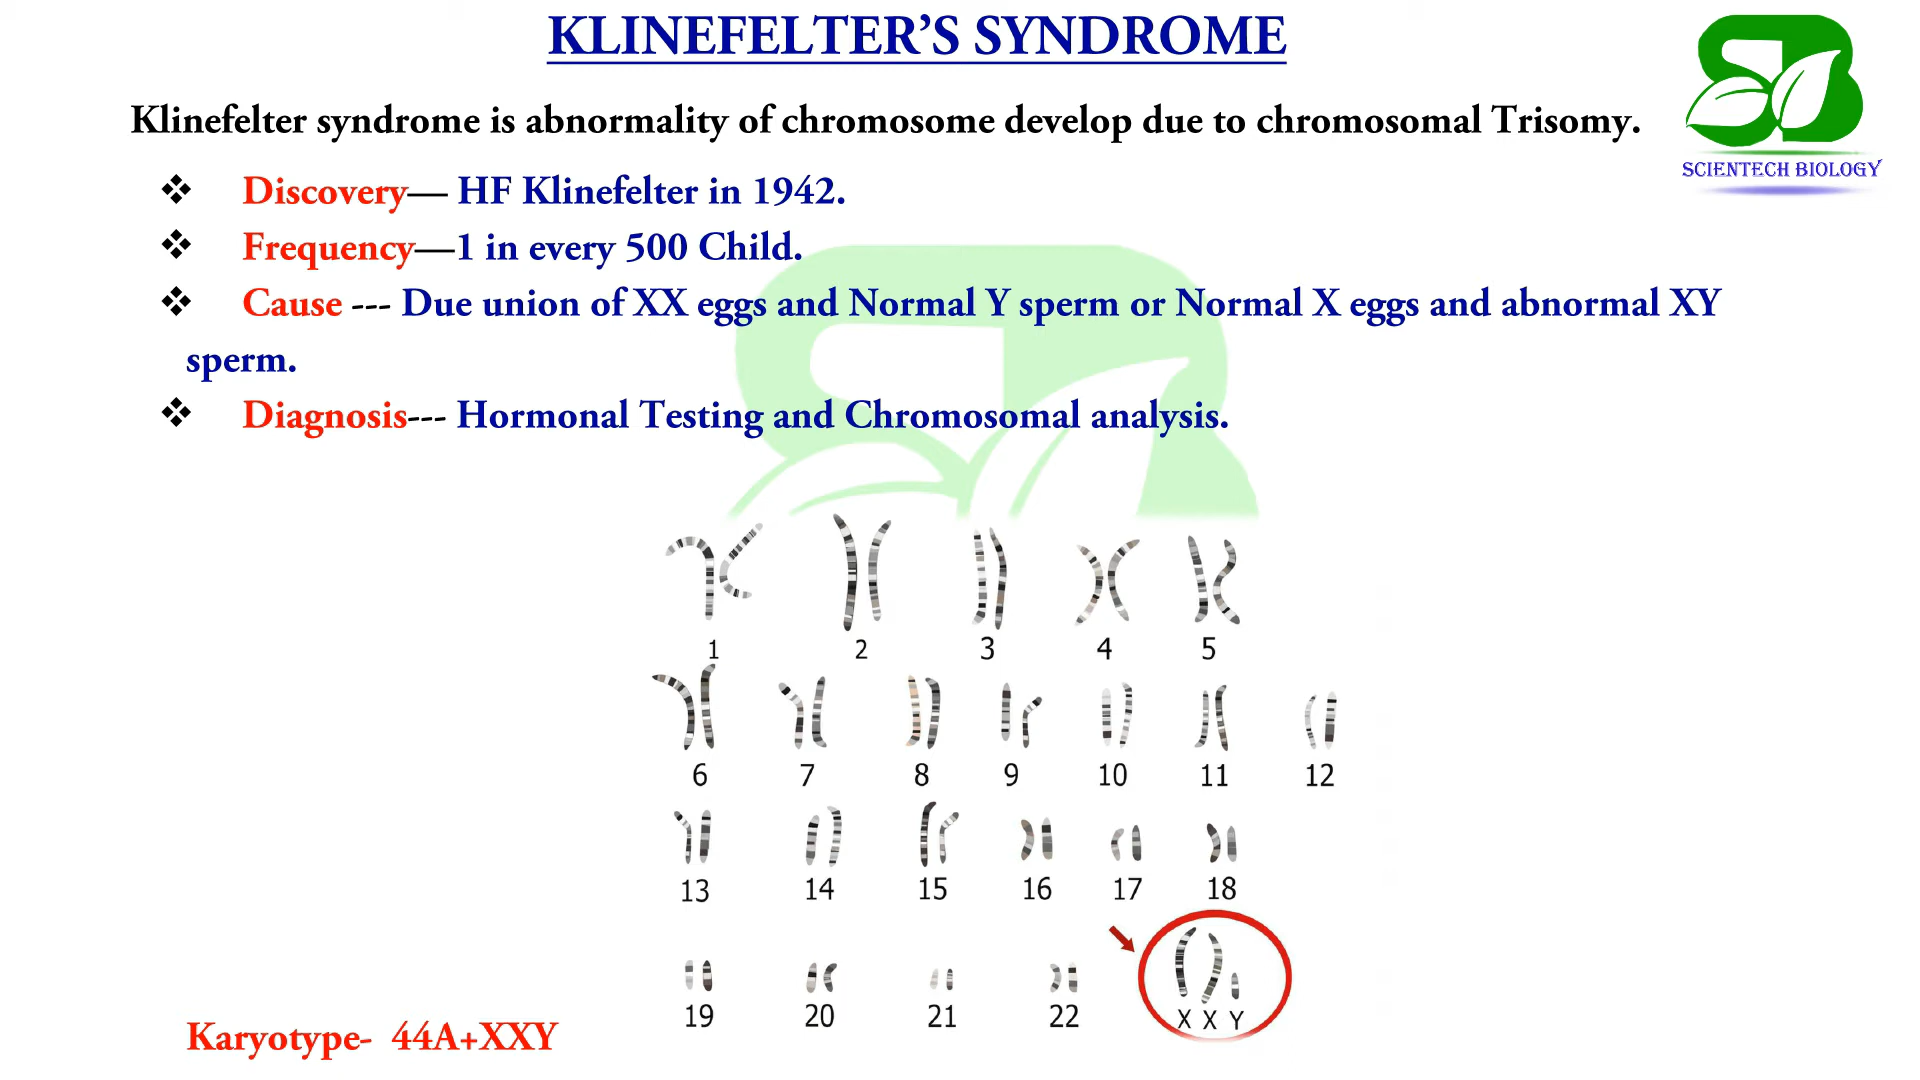 KLINEFELTER’S SYNDROME
Klinefelter syndrome is abnormality of chromosome develop due to chromosomal Trisomy.
SCIENTECH BIOLOGY
❖ Discovery— HF Klinefelter in 1942.
❖ Frequency—1 in every 500 Child.
❖ Cause --- Due union of XX eggs and Normal Y sperm or Normal X eggs and abnormal XY
sperm.
❖ Diagnosis--- Hormonal Testing and Chromosomal analysis.
1 2 3 4 5
6 7 8 9 10 11 12
13 14 15 16 17 18
19 20 21 22 X X Y
Karyotype- 44A+XXY